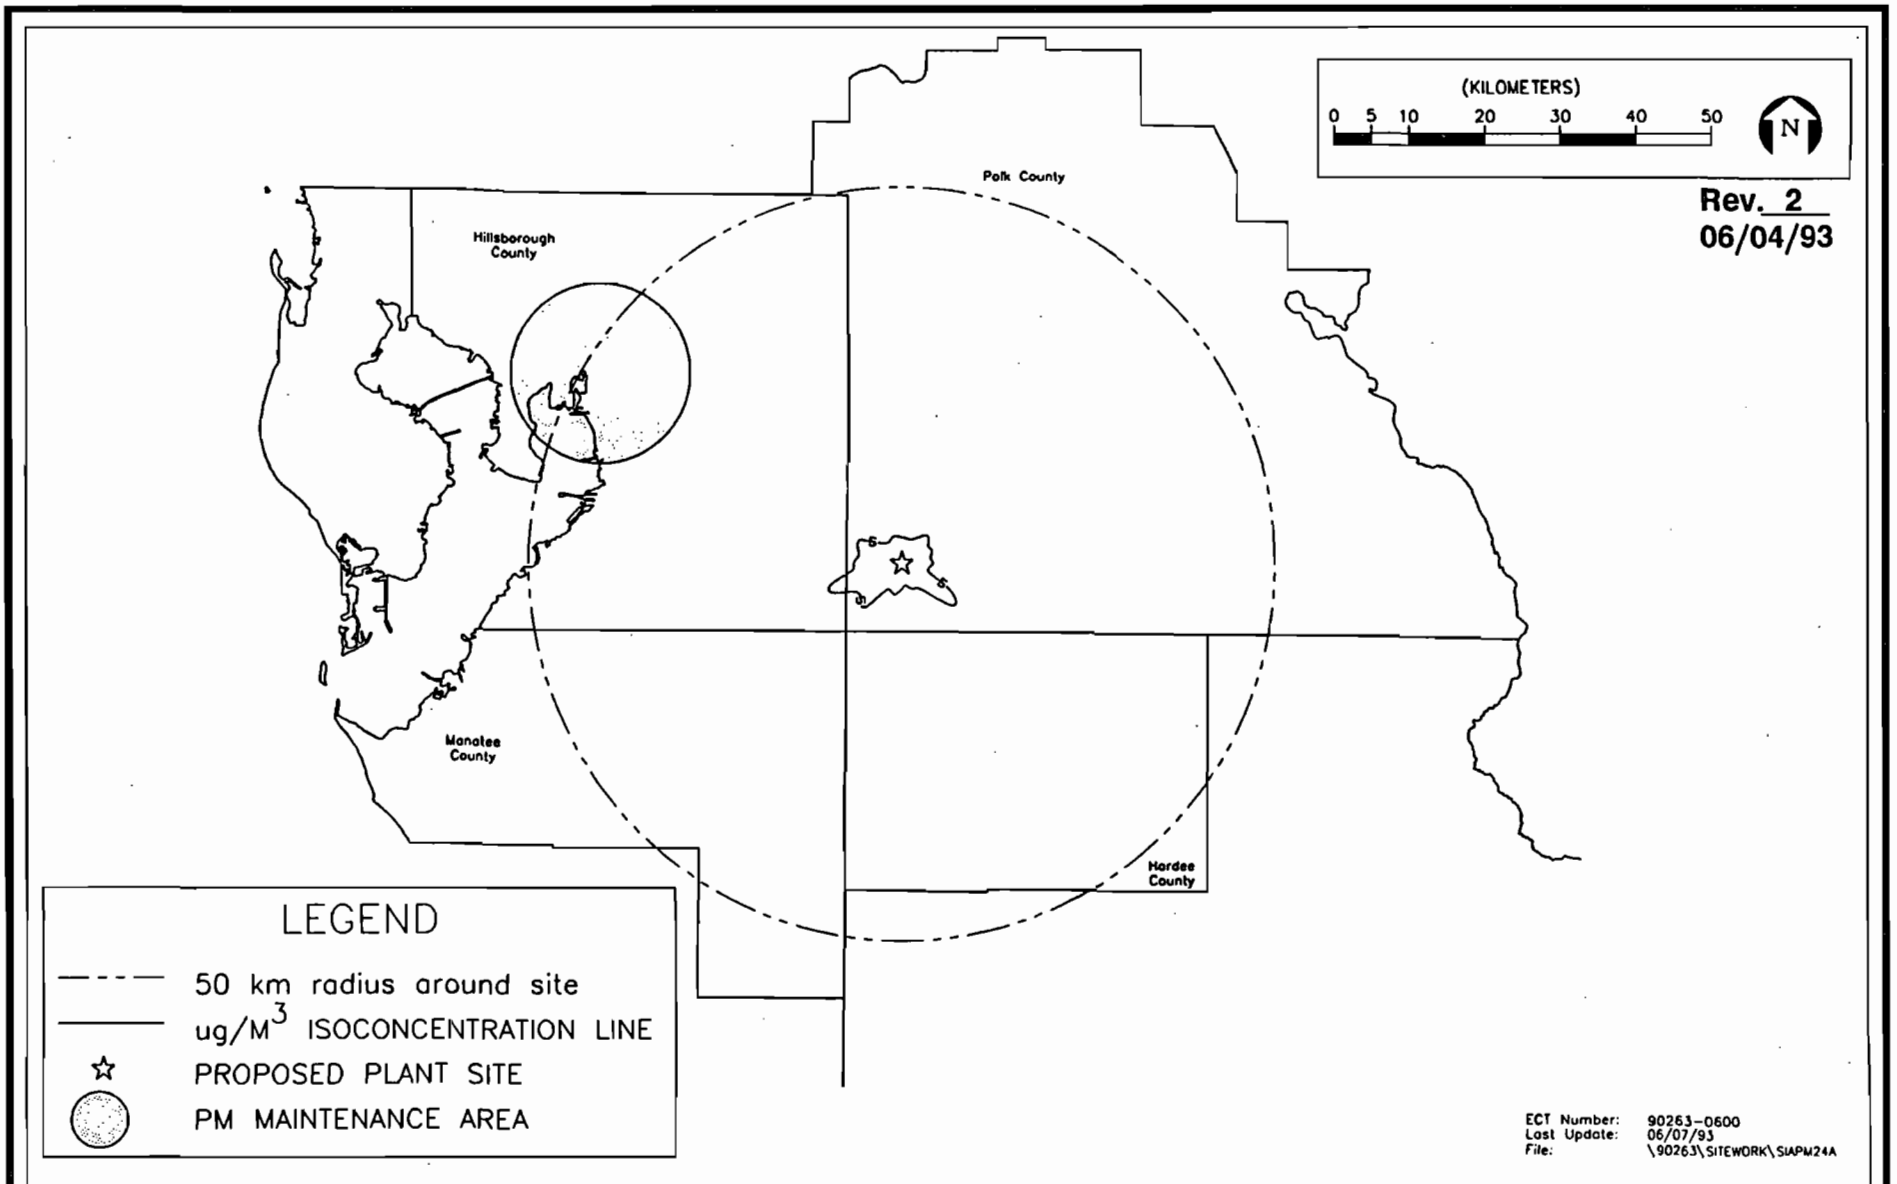 (KILOMETERS)
0 5 10 20 30 40 50
N
Rev. 2
06/04/93
Polk County
Hillsborough
County
5
5
5
Manatee
County
Hardee
County
LEGEND
50 km radius around site
ug/M³ ISOCONCENTRATION LINE
PROPOSED PLANT SITE
PM MAINTENANCE AREA
ECT Number: 90263-0600
Last Update: 06/07/93
File: \90263\SITEWORK\SIAPM24A